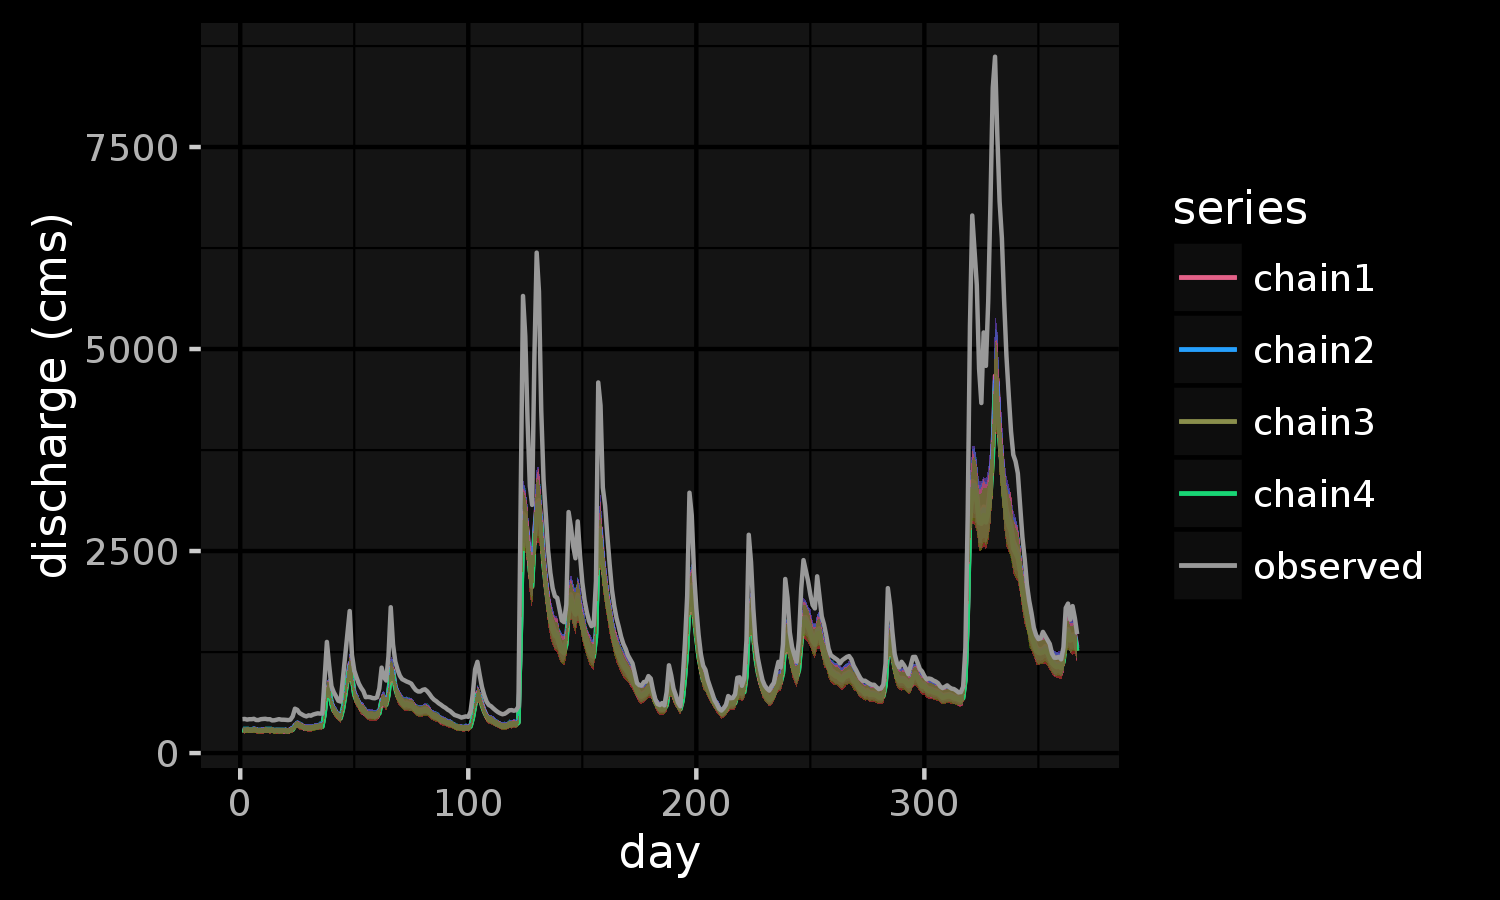 discharge (cms)
7500
5000
2500
0
0 100 200 300
day
series
chain1
chain2
chain3
chain4
observed